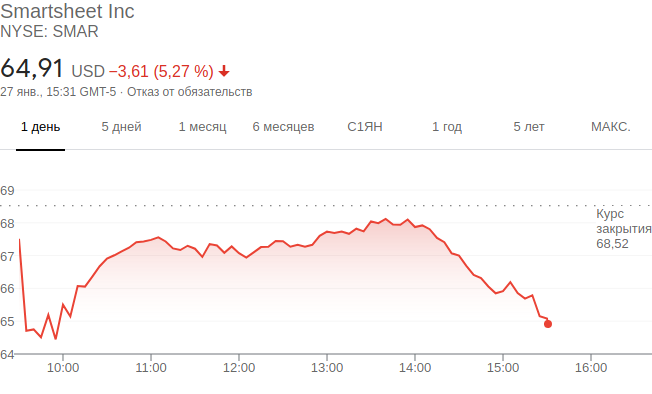 Smartsheet Inc
NYSE: SMAR
64,91 USD −3,61 (5,27 %)
27 янв., 15:31 GMT-5 · Отказ от обязательств
1 день 5 дней 1 месяц 6 месяцев С1ЯН 1 год 5 лет МАКС.
69
Курс
68
закрытия
68,52
67
66
65
64
10:00 11:00 12:00 13:00 14:00 15:00 16:00